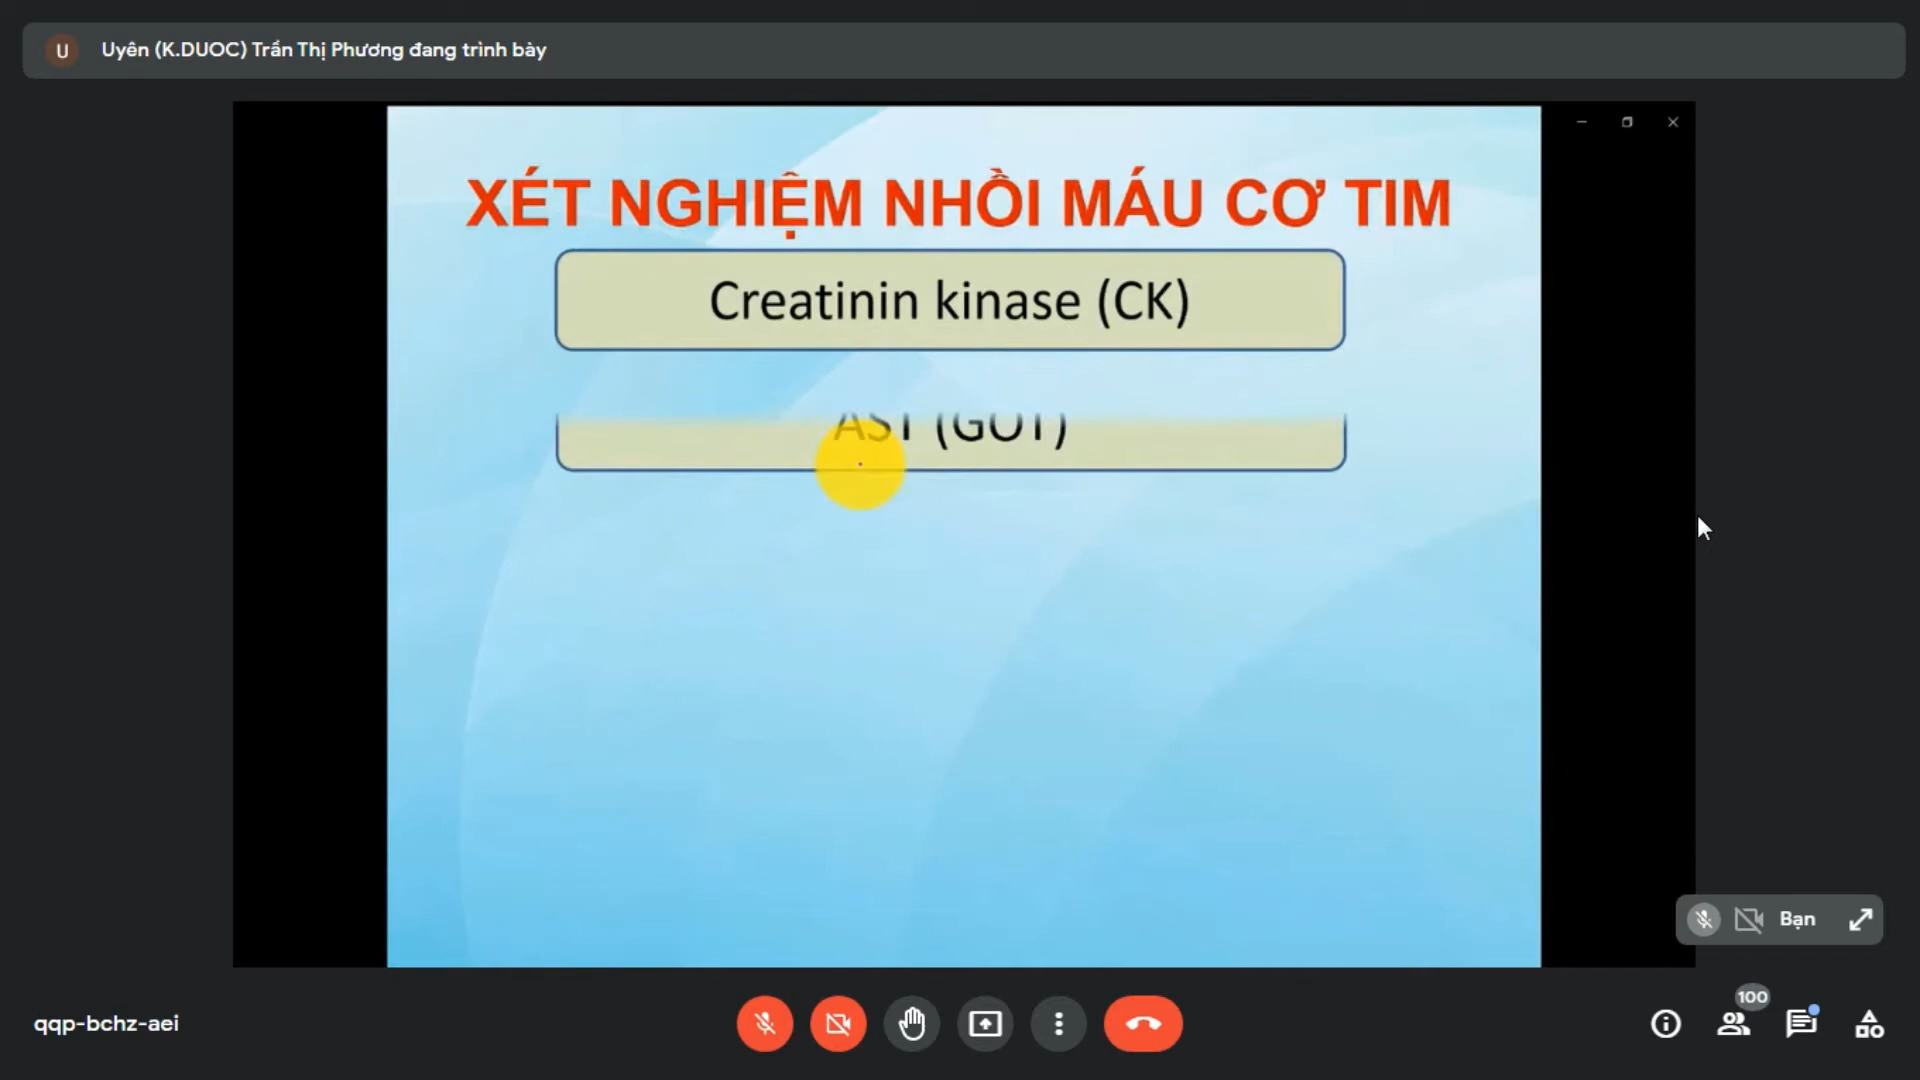 U
Uyên (K.DUOC) Trần Thị Phương đang trình bày
XÉT NGHIỆM NHỒI MÁU CƠ TIM
Creatinin kinase (CK)
AST (GOT)
Bạn
100
qqp-bchz-aei